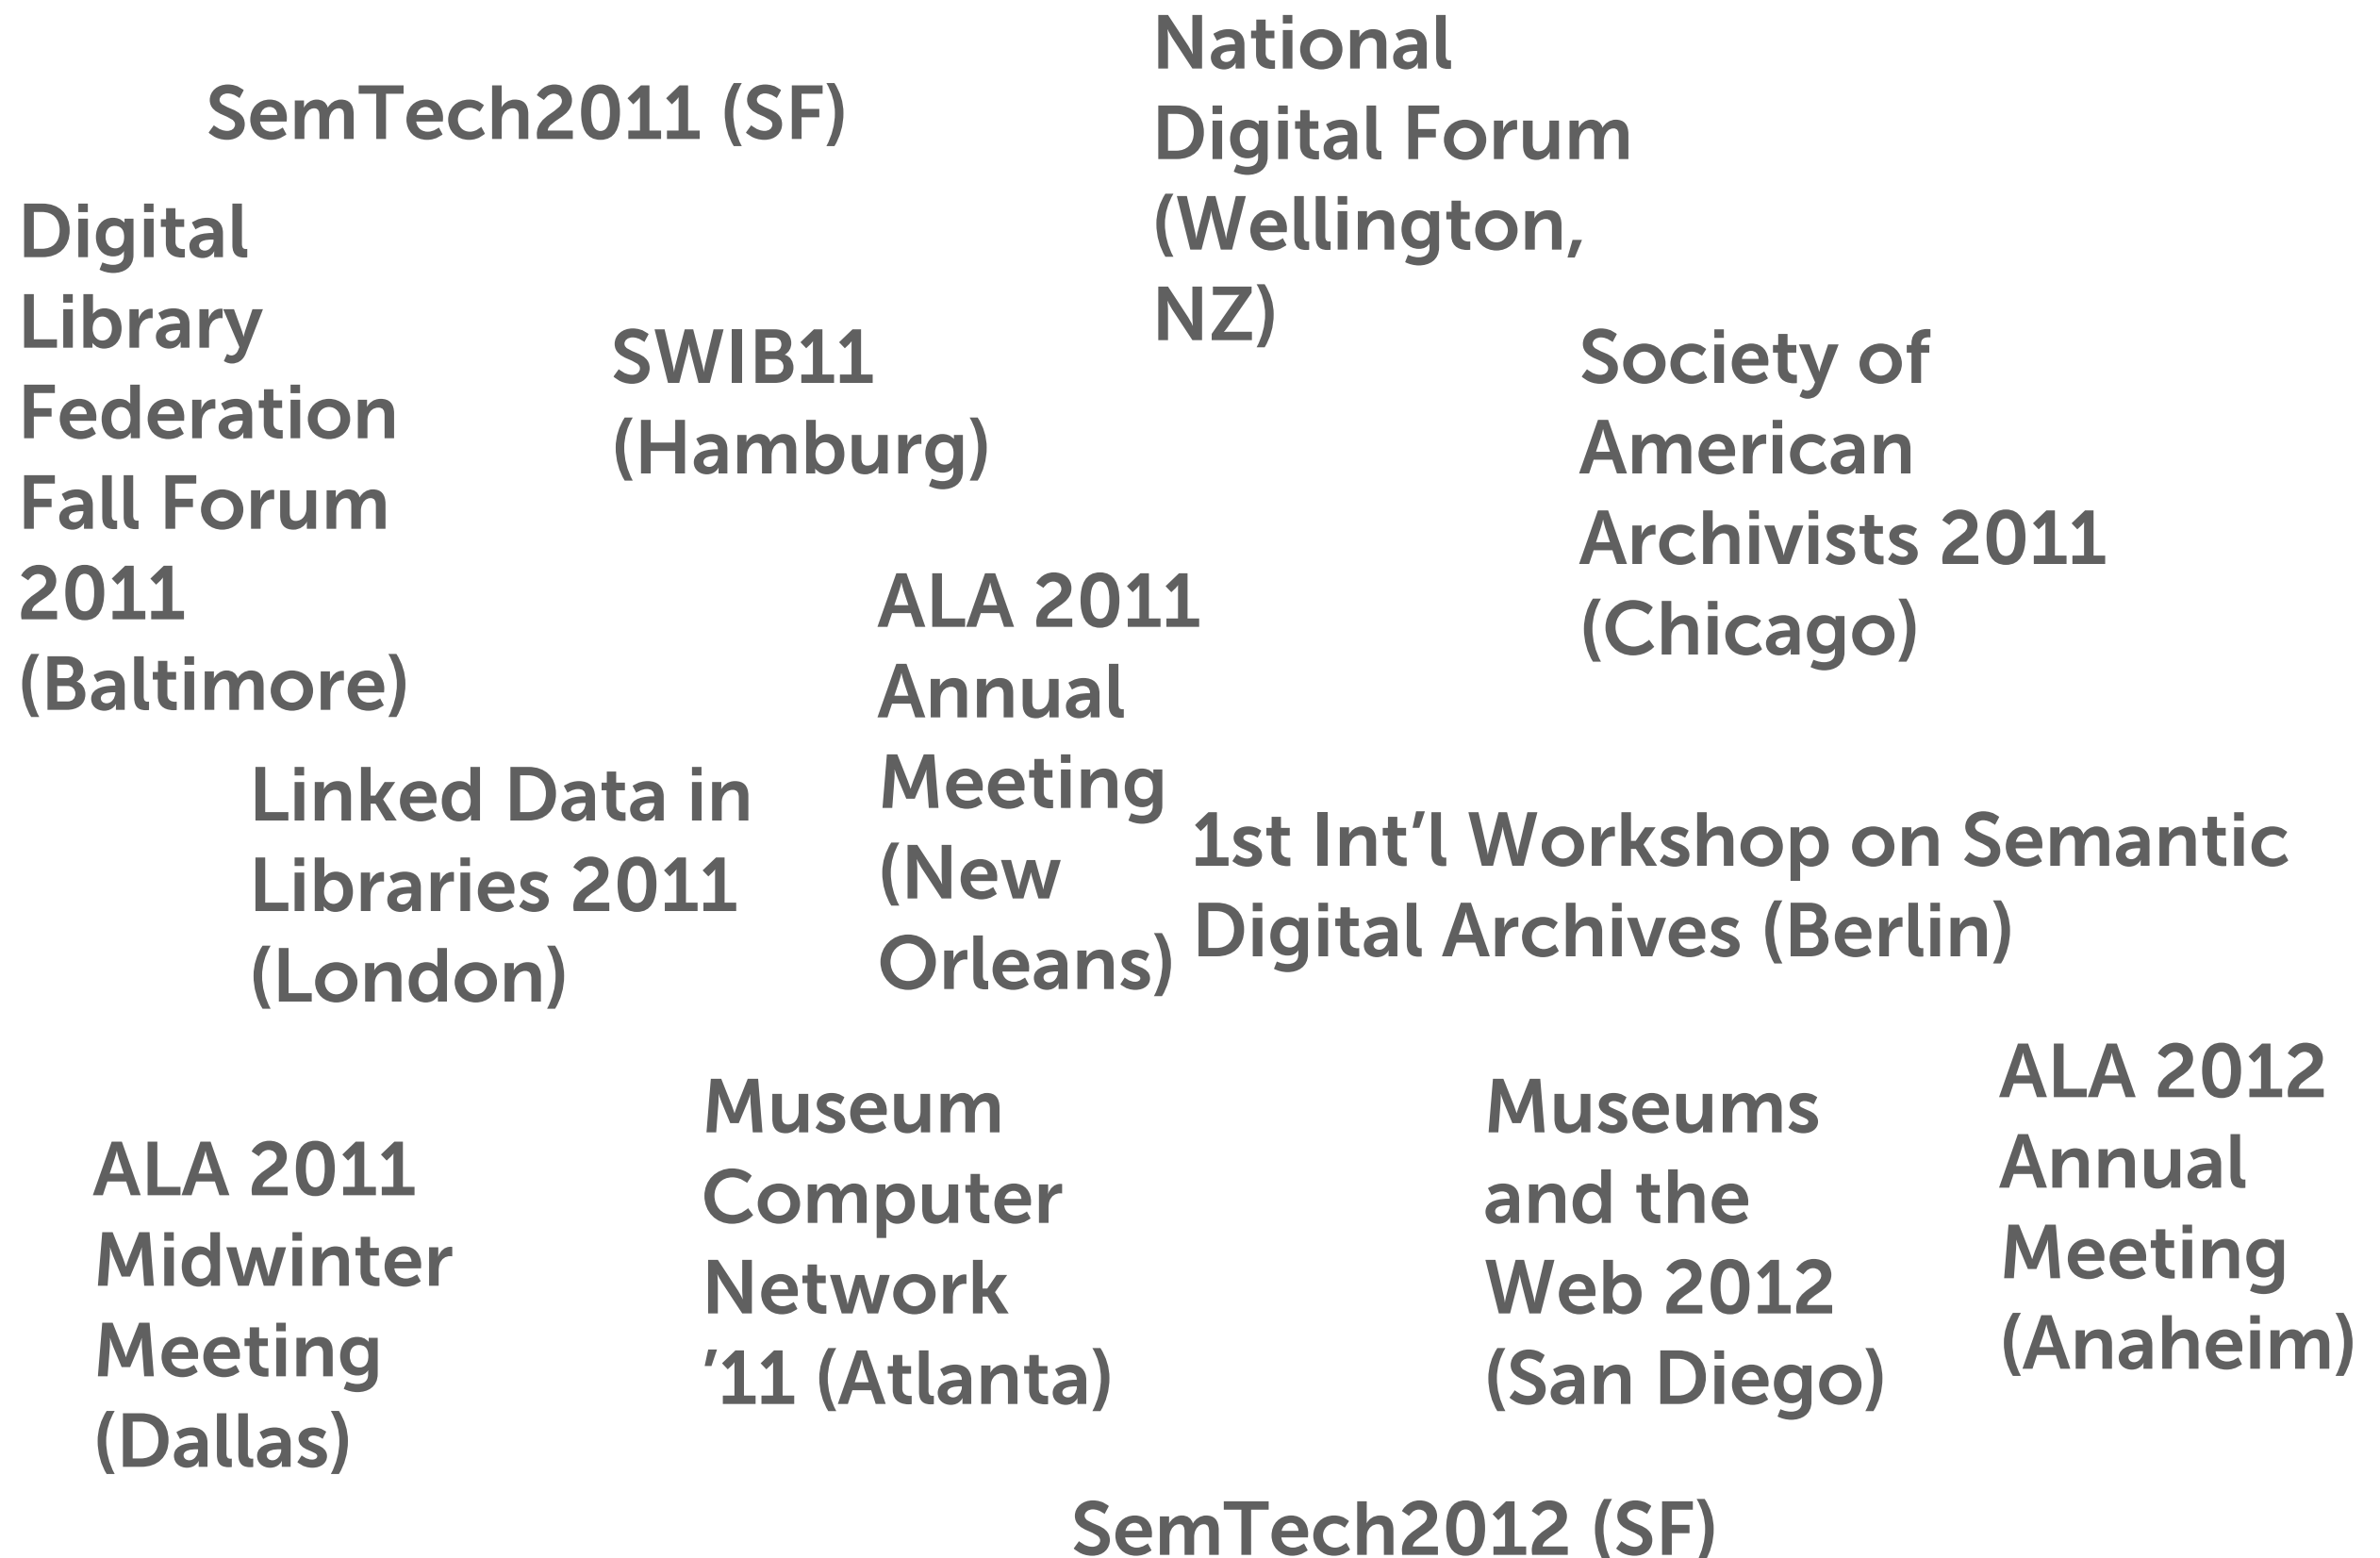 SemTech2011 (SF)
National
Digital Forum
(Wellington,
NZ)
Digital
Library
Federation
Fall Forum
2011
(Baltimore)
SWIB11
(Hamburg)
Society of
American
Archivists 2011
(Chicago)
ALA 2011
Annual
Meeting
(New
Orleans)
Linked Data in
Libraries 2011
(London)
1st Int'l Workshop on Semantic
Digital Archives (Berlin)
ALA 2011
Midwinter
Meeting
(Dallas)
Museum
Computer
Network
'11 (Atlanta)
Museums
and the
Web 2012
(San Diego)
ALA 2012
Annual
Meeting
(Anaheim)
SemTech2012 (SF)